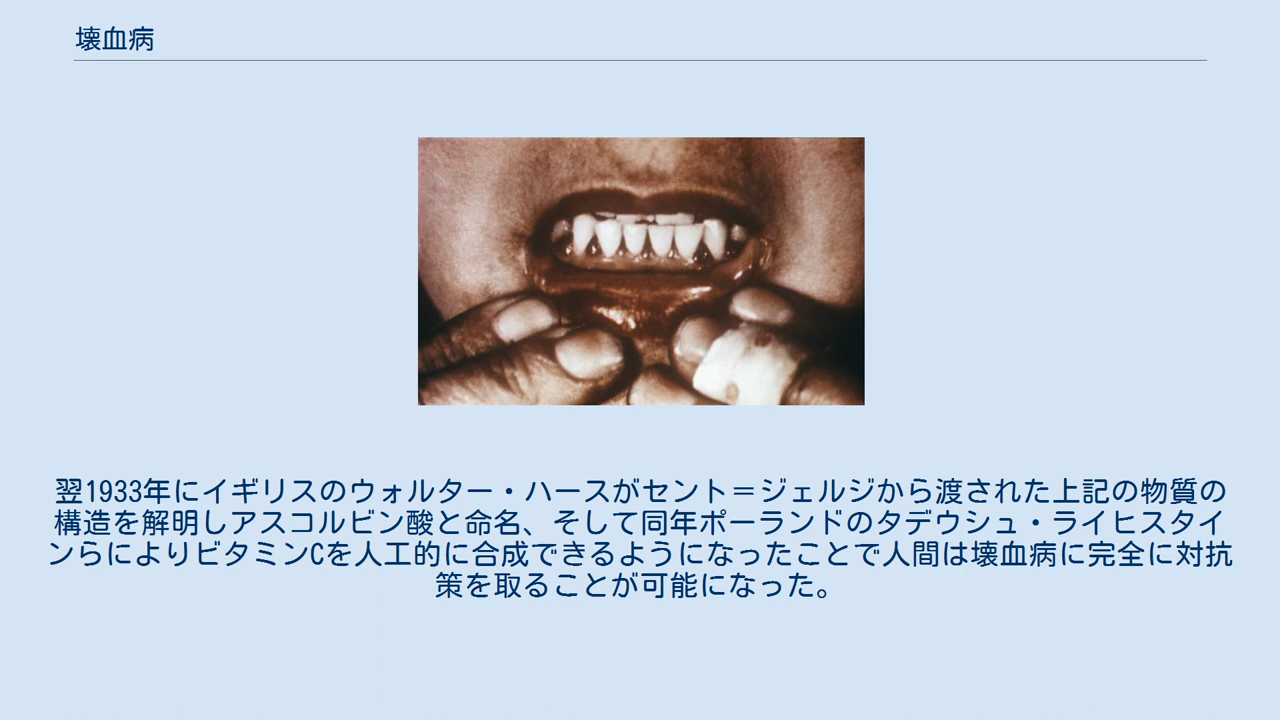 壊血病
翌1933年にイギリスのウォルター・ハースがセント＝ジェルジから渡された上記の物質の
構造を解明しアスコルビン酸と命名、そして同年ポーランドのタデウシュ・ライヒスタイ
ンらによりビタミンCを人工的に合成できるようになったことで人間は壊血病に完全に対抗
策を取ることが可能になった。